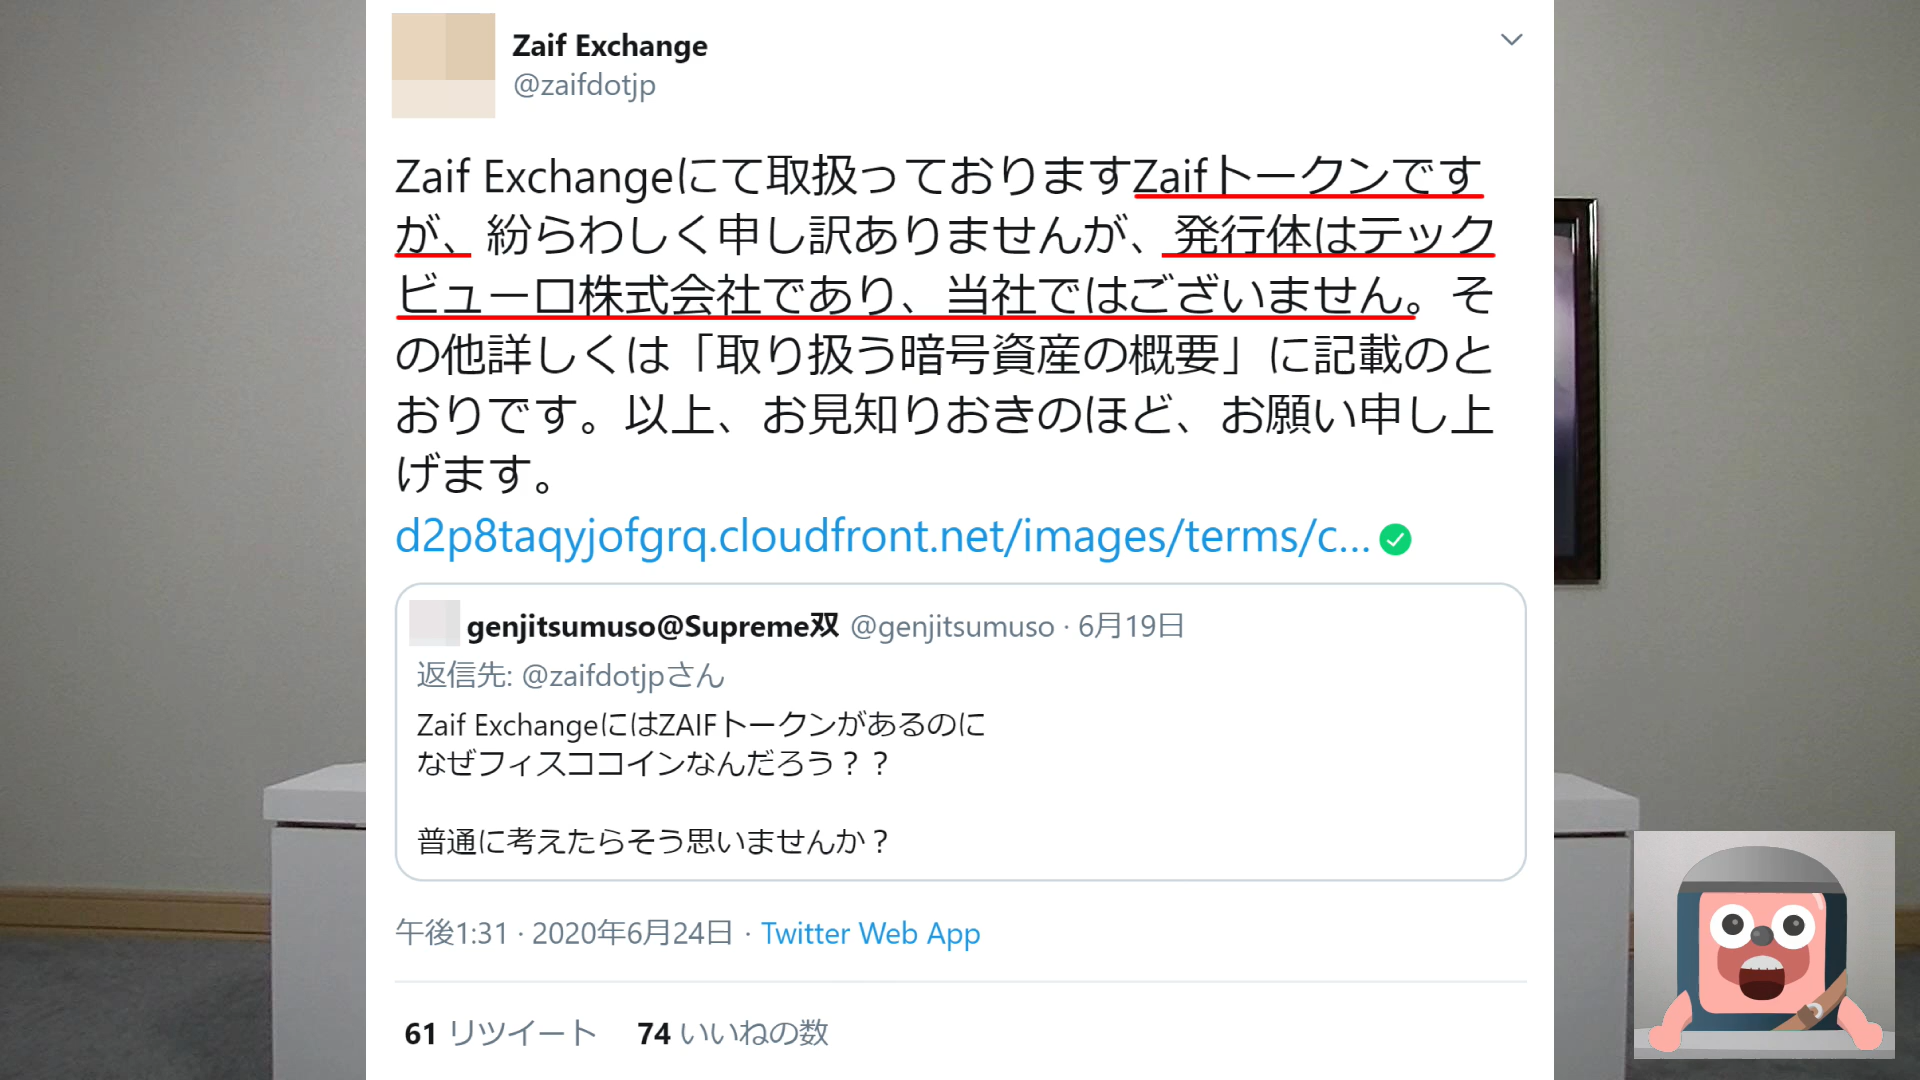 Zaif Exchange
@zaifdotjp
Zaif Exchangeにて取扱っておりますZaifトークンです
が、紛らわしく申し訳ありませんが、発行体はテック
ビューロ株式会社であり、当社ではございません。そ
の他詳しくは「取り扱う暗号資産の概要」に記載のと
おりです。以上、お見知りおきのほど、お願い申し上
げます。
d2p8taqyjofgrq.cloudfront.net/images/terms/c...
genjitsumuso@Supreme双 @genjitsumuso · 6月19日
返信先: @zaifdotjpさん
Zaif ExchangeにはZAIFトークンがあるのに
なぜフィスココインなんだろう？？
普通に考えたらそう思いませんか？
午後1:31 · 2020年6月24日 · Twitter Web App
61 リツイート 74 いいねの数